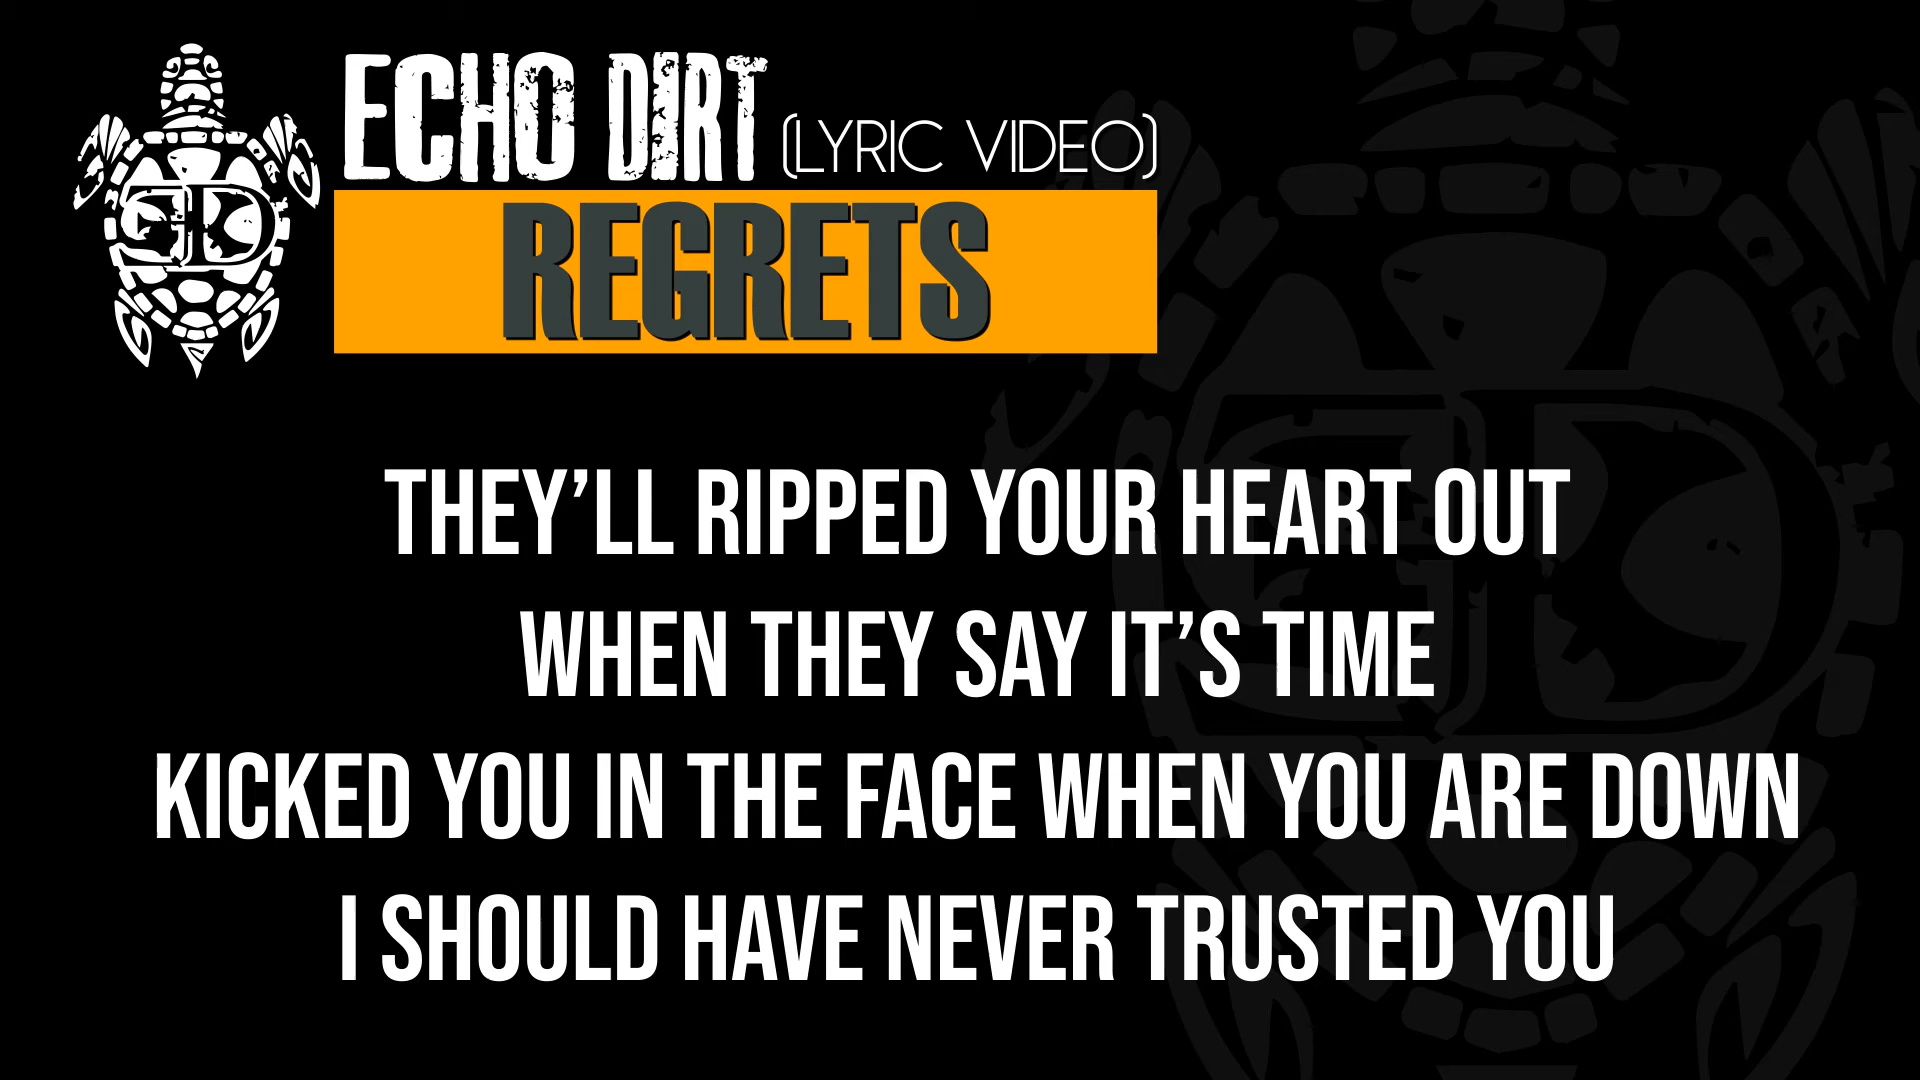 ECHO DIRT (LYRIC VIDEO)
REGRETS
THEY’LL RIPPED YOUR HEART OUT
WHEN THEY SAY IT’S TIME
KICKED YOU IN THE FACE WHEN YOU ARE DOWN
I SHOULD HAVE NEVER TRUSTED YOU